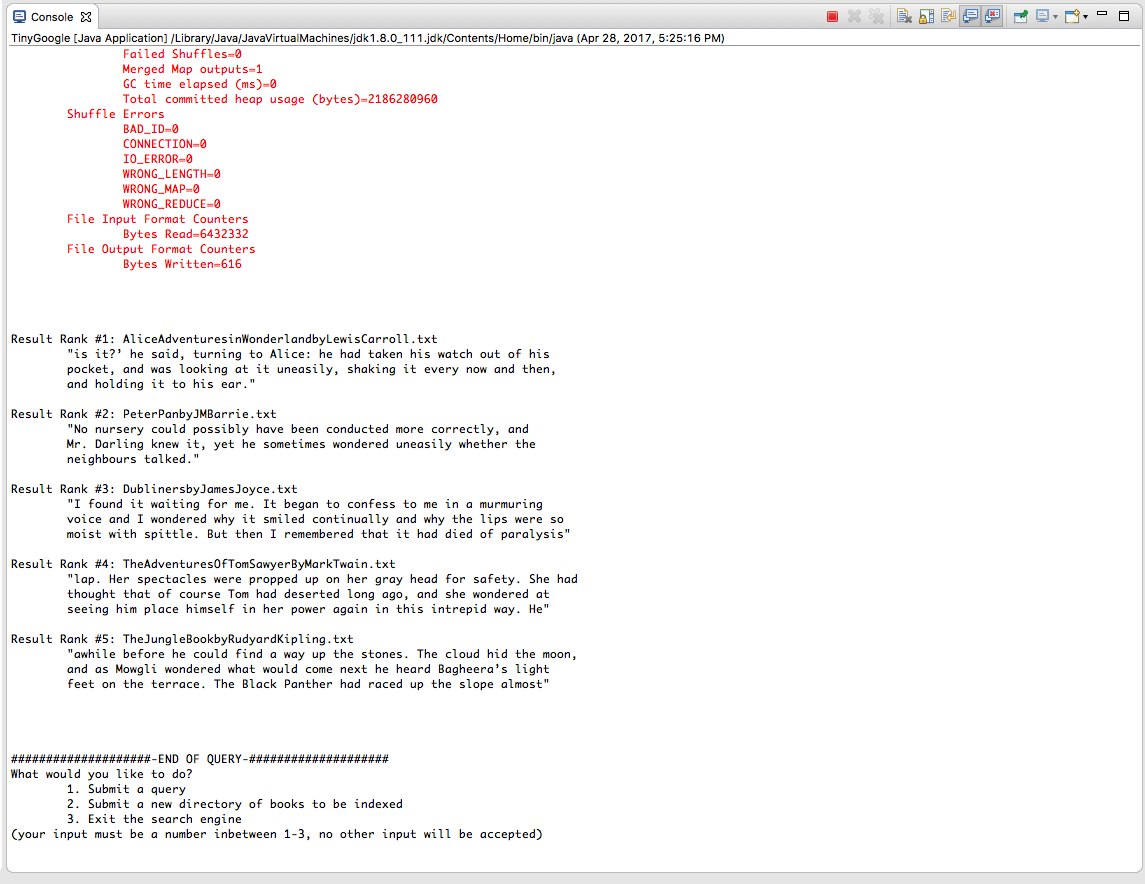 Console
TinyGoogle [Java Application] /Library/Java/JavaVirtualMachines/jdk1.8.0_111.jdk/Contents/Home/bin/java (Apr 28, 2017, 5:25:16 PM)
Failed Shuffles=0
Merged Map outputs=1
GC time elapsed (ms)=0
Total committed heap usage (bytes)=2186280960
Shuffle Errors
BAD_ID=0
CONNECTION=0
IO_ERROR=0
WRONG_LENGTH=0
WRONG_MAP=0
WRONG_REDUCE=0
File Input Format Counters
Bytes Read=6432332
File Output Format Counters
Bytes Written=616
Result Rank #1: AliceAdventuresinWonderlandbyLewisCarroll.txt
"is it?’ he said, turning to Alice: he had taken his watch out of his
pocket, and was looking at it uneasily, shaking it every now and then,
and holding it to his ear."
Result Rank #2: PeterPanbyJMBarrie.txt
"No nursery could possibly have been conducted more correctly, and
Mr. Darling knew it, yet he sometimes wondered uneasily whether the
neighbours talked."
Result Rank #3: DublinersbyJamesJoyce.txt
"I found it waiting for me. It began to confess to me in a murmuring
voice and I wondered why it smiled continually and why the lips were so
moist with spittle. But then I remembered that it had died of paralysis"
Result Rank #4: TheAdventuresOfTomSawyerByMarkTwain.txt
"lap. Her spectacles were propped up on her gray head for safety. She had
thought that of course Tom had deserted long ago, and she wondered at
seeing him place himself in her power again in this intrepid way. He"
Result Rank #5: TheJungleBookbyRudyardKipling.txt
"awhile before he could find a way up the stones. The cloud hid the moon,
and as Mowgli wondered what would come next he heard Bagheera’s light
feet on the terrace. The Black Panther had raced up the slope almost"
####################-END OF QUERY-####################
What would you like to do?
1. Submit a query
2. Submit a new directory of books to be indexed
3. Exit the search engine
(your input must be a number inbetween 1-3, no other input will be accepted)